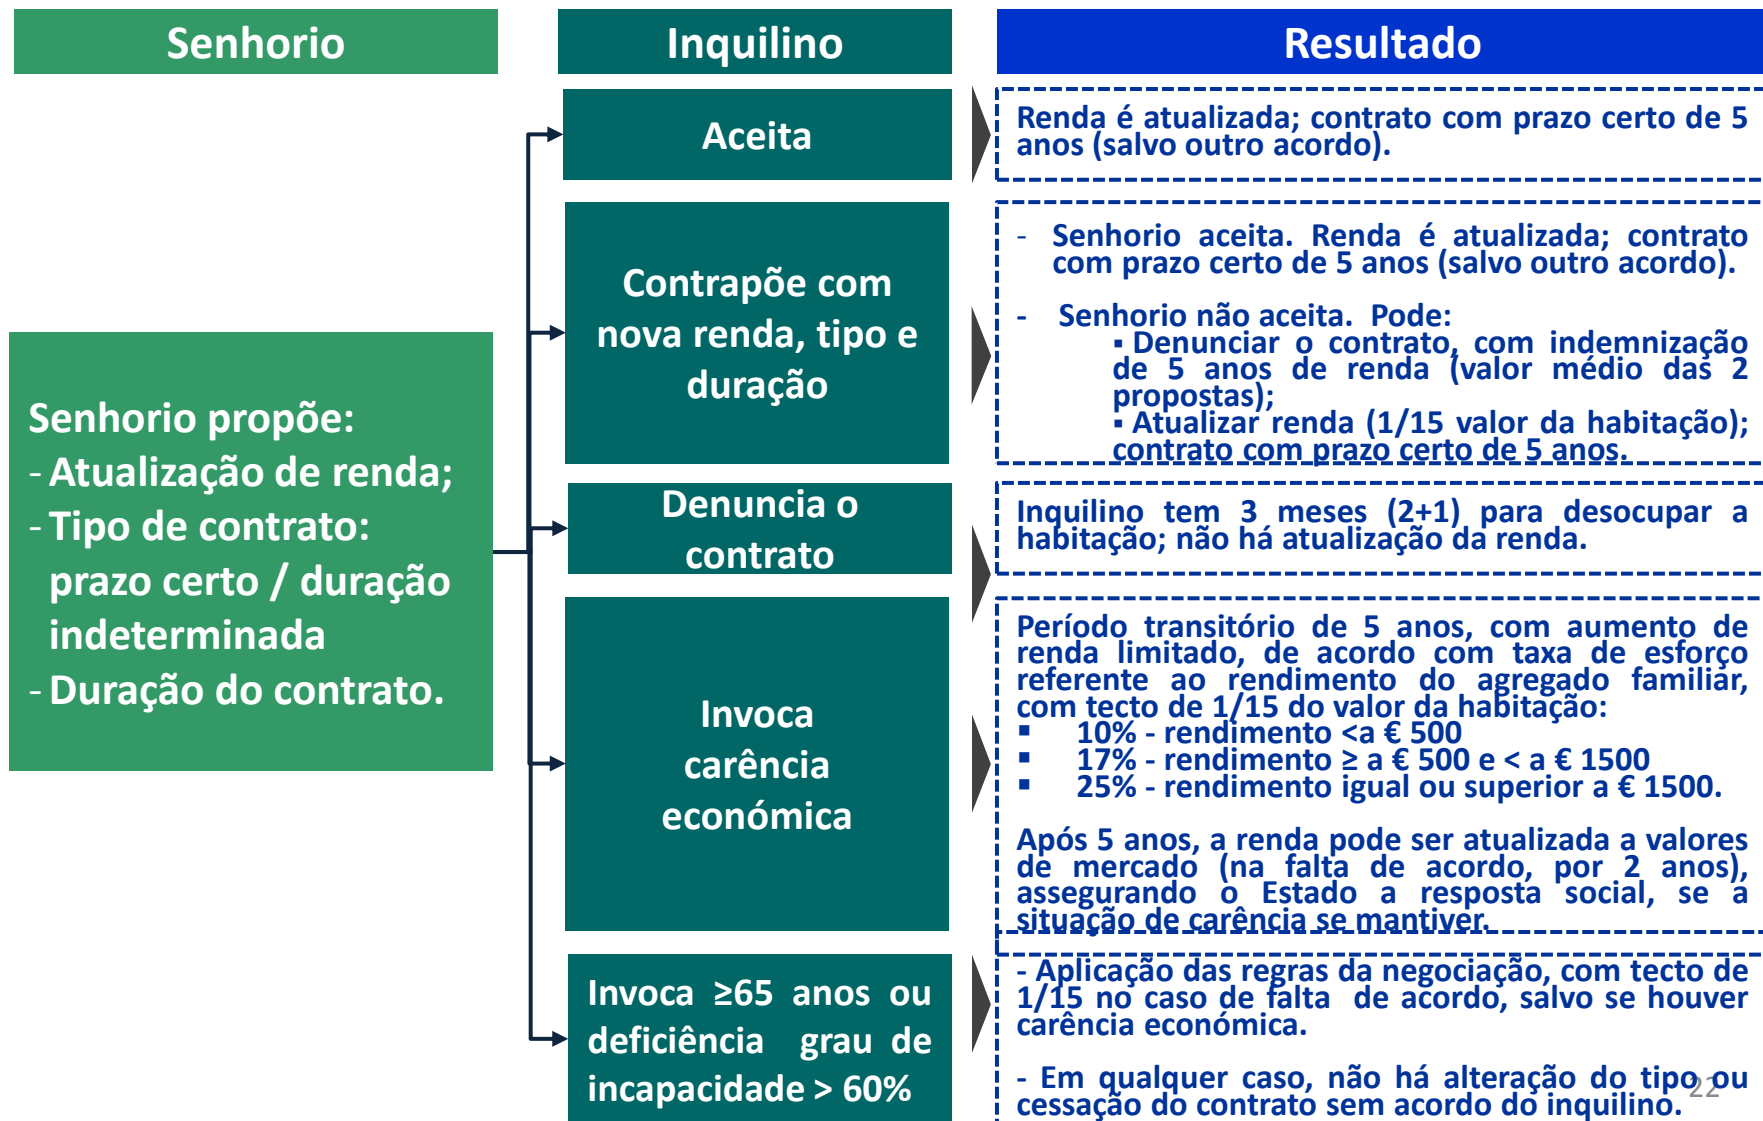 Senhorio
Inquilino
Resultado
Senhorio propõe:
- Atualização de renda;
- Tipo de contrato:
prazo certo / duração
indeterminada
- Duração do contrato.
Aceita
Renda é atualizada; contrato com prazo certo de 5
anos (salvo outro acordo).
Contrapõe com
nova renda, tipo e
duração
- Senhorio aceita. Renda é atualizada; contrato
com prazo certo de 5 anos (salvo outro acordo).
- Senhorio não aceita. Pode:
▪ Denunciar o contrato, com indemnização
de 5 anos de renda (valor médio das 2
propostas);
▪ Atualizar renda (1/15 valor da habitação);
contrato com prazo certo de 5 anos.
Denuncia o
contrato
Inquilino tem 3 meses (2+1) para desocupar a
habitação; não há atualização da renda.
Invoca
carência
económica
Período transitório de 5 anos, com aumento de
renda limitado, de acordo com taxa de esforço
referente ao rendimento do agregado familiar,
com tecto de 1/15 do valor da habitação:
▪ 10% - rendimento <a € 500
▪ 17% - rendimento ≥ a € 500 e < a € 1500
▪ 25% - rendimento igual ou superior a € 1500.
Após 5 anos, a renda pode ser atualizada a valores
de mercado (na falta de acordo, por 2 anos),
assegurando o Estado a resposta social, se a
situação de carência se mantiver.
Invoca ≥65 anos ou
deficiência grau de
incapacidade > 60%
- Aplicação das regras da negociação, com tecto de
1/15 no caso de falta de acordo, salvo se houver
carência económica.
- Em qualquer caso, não há alteração do tipo ou
cessação do contrato sem acordo do inquilino.
22